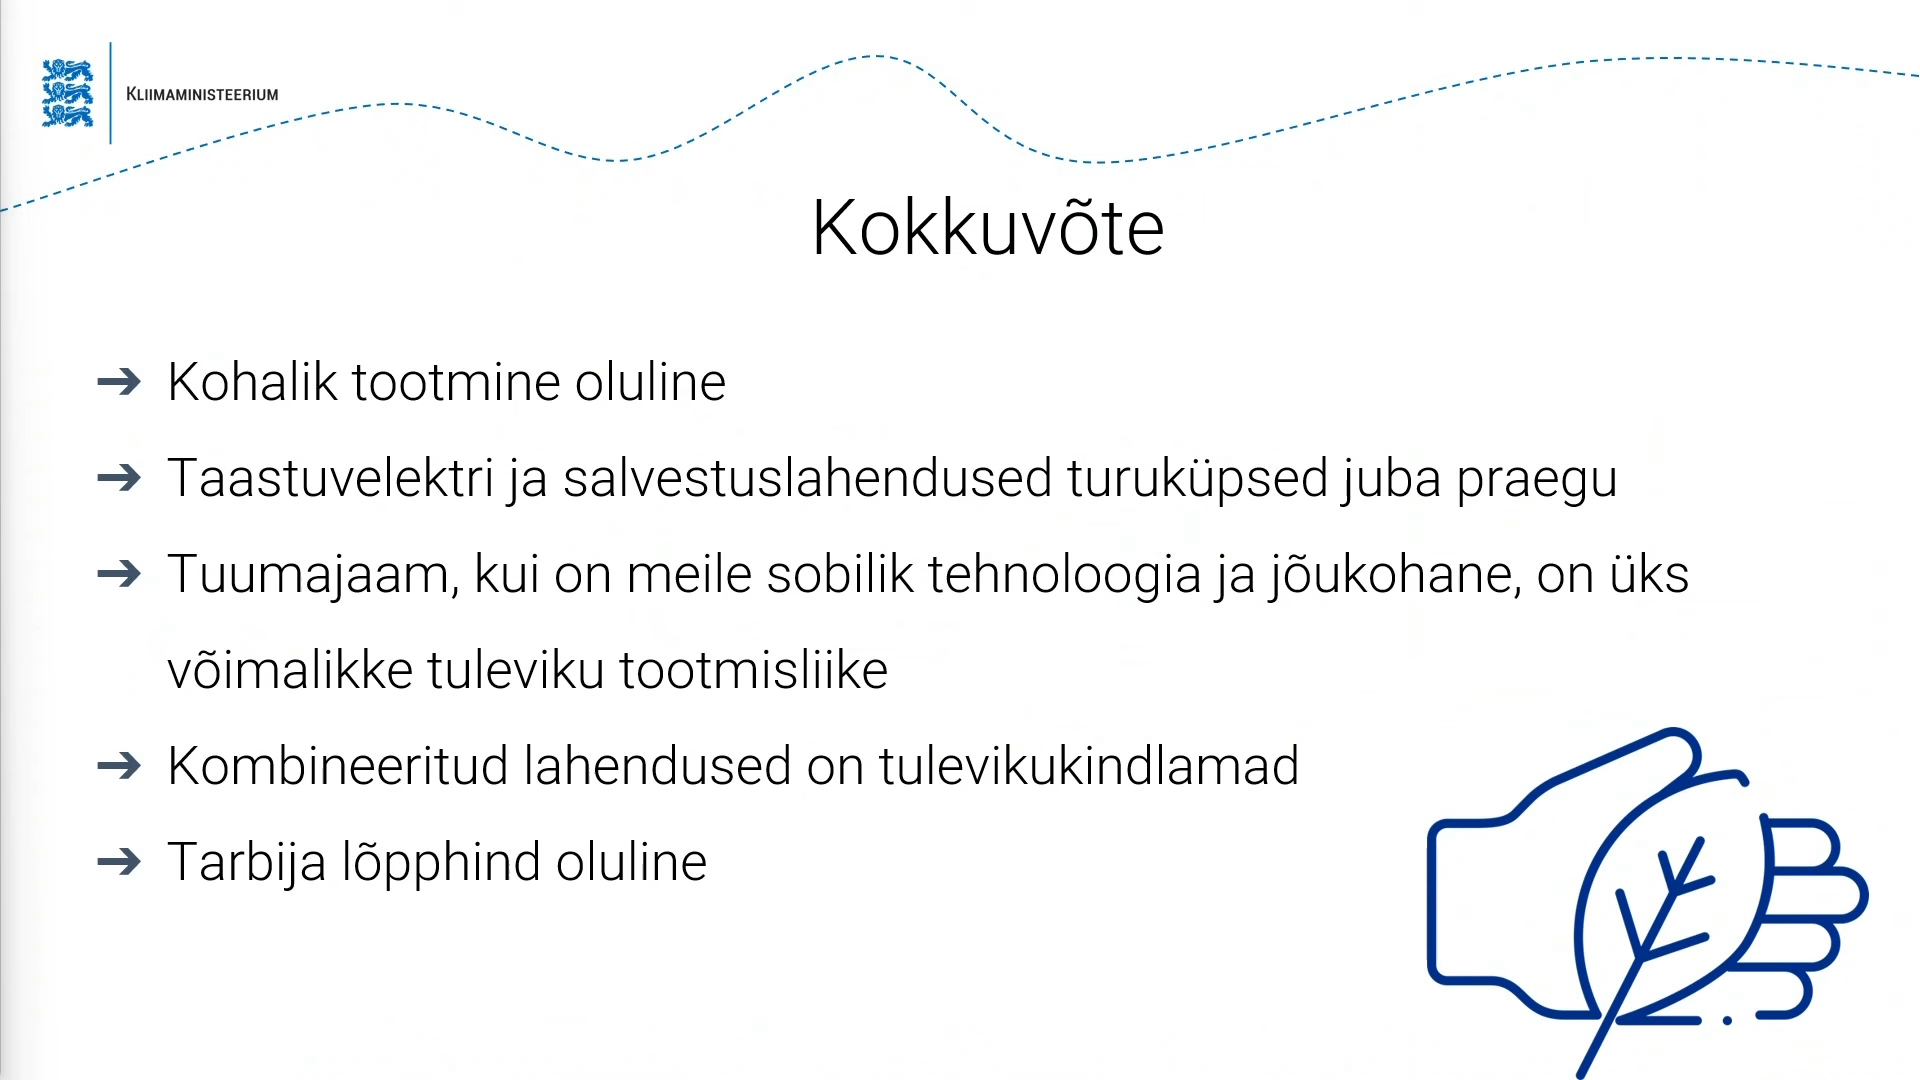 KLIIMAMINISTEERIUM
Kokkuvõte
➔ Kohalik tootmine oluline
➔ Taastuvelektri ja salvestuslahendused turuküpsed juba praegu
➔ Tuumajaam, kui on meile sobilik tehnoloogia ja jõukohane, on üks
võimalikke tuleviku tootmisliike
➔ Kombineeritud lahendused on tulevikukindlamad
➔ Tarbija lõpphind oluline